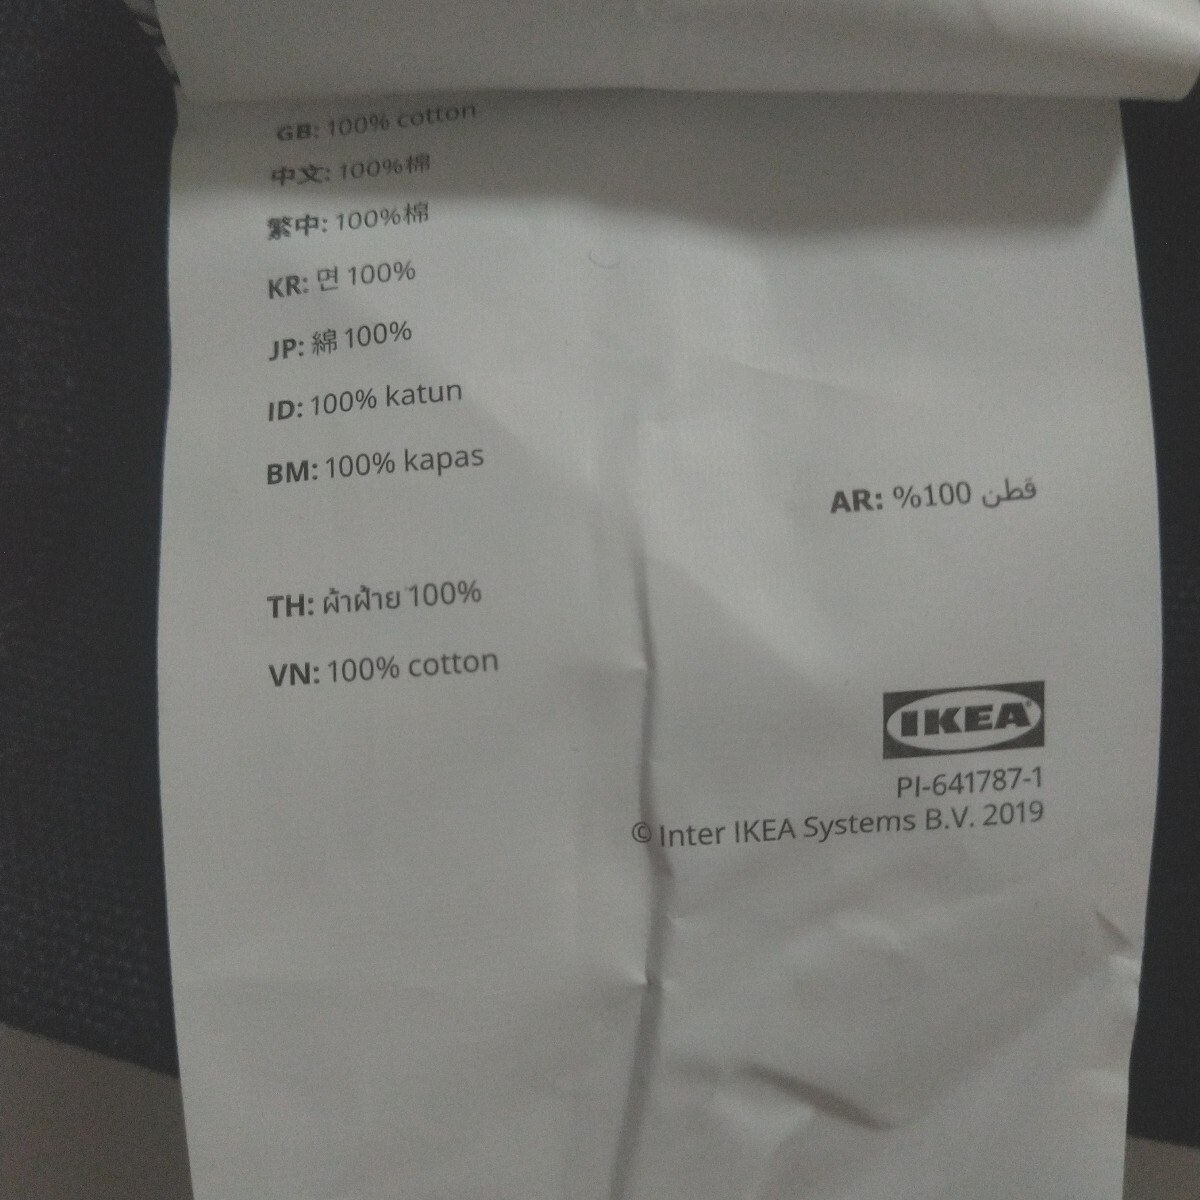 GB: 100% cotton
中文: 100%棉
繁中: 100%棉
KR: 면 100%
JP: 綿 100%
ID: 100% katun
BM: 100% kapas
AR: %100 قطن
TH: ผ้าฝ้าย 100%
VN: 100% cotton
IKEA®
PI-641787-1
© Inter IKEA Systems B.V. 2019